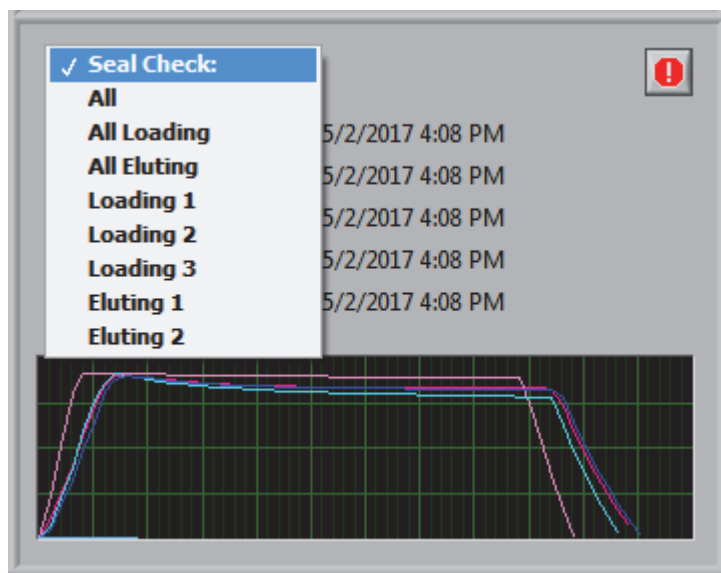 ✓ Seal Check:
All
All Loading
5/2/2017 4:08 PM
All Eluting
5/2/2017 4:08 PM
Loading 1
Loading 2
5/2/2017 4:08 PM
Loading 3
5/2/2017 4:08 PM
Eluting 1
5/2/2017 4:08 PM
Eluting 2